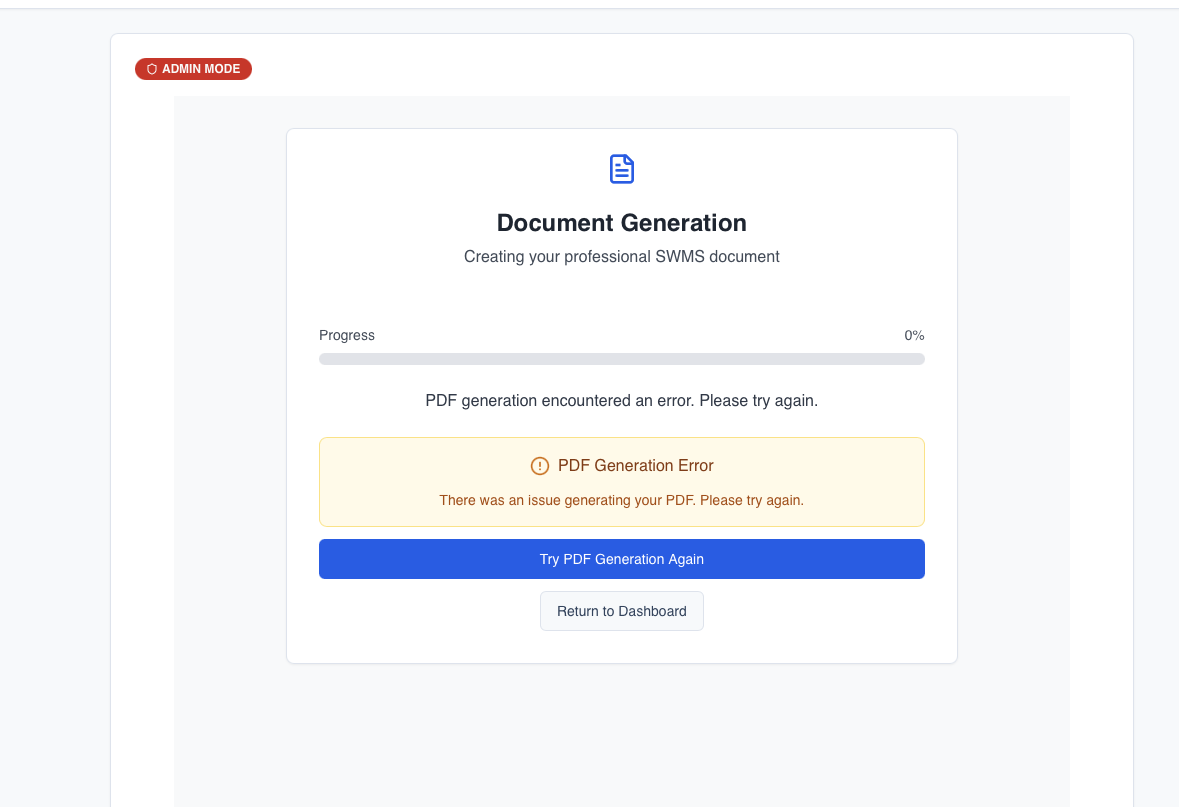 ADMIN MODE
Document Generation
Creating your professional SWMS document
Progress
0%
PDF generation encountered an error. Please try again.
PDF Generation Error
There was an issue generating your PDF. Please try again.
Try PDF Generation Again
Return to Dashboard